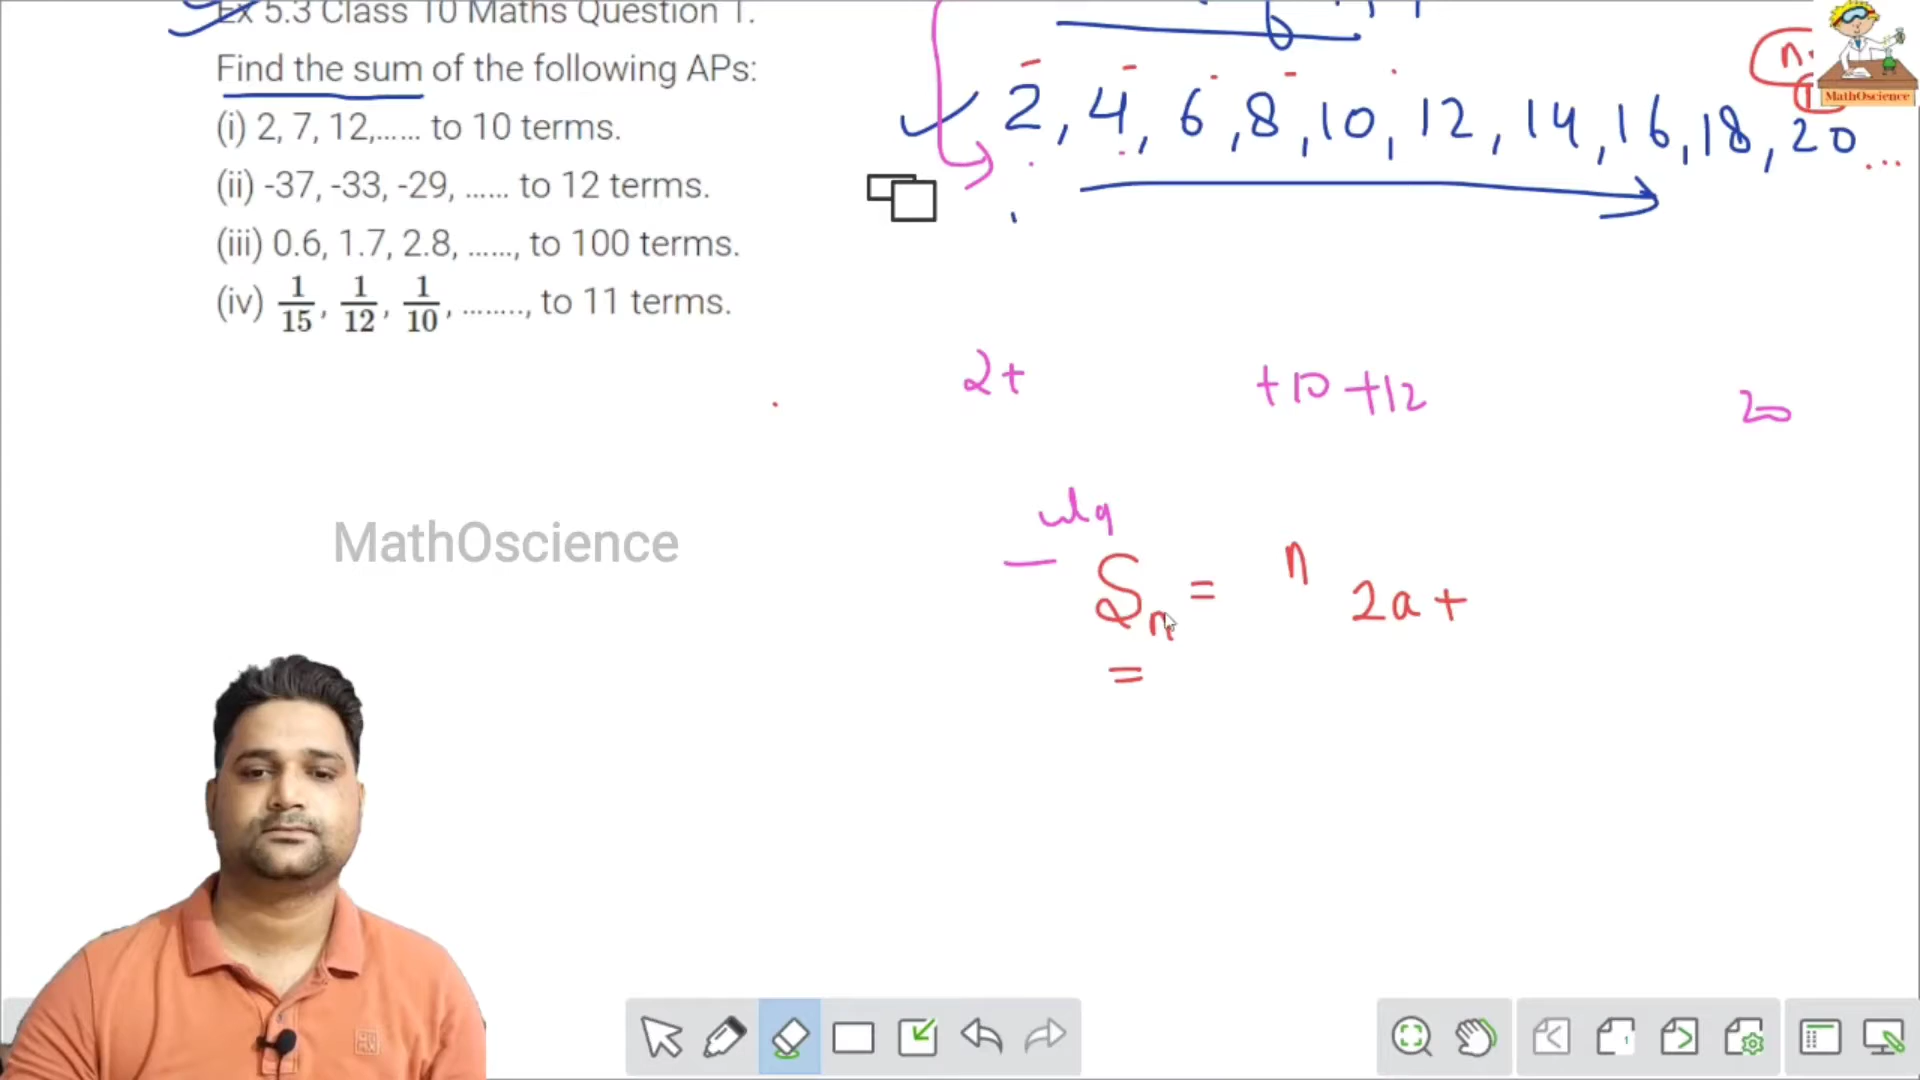 Ex 5.3 Class 10 Maths Question 1.
Find the sum of the following APs:
(i) 2, 7, 12,...... to 10 terms.
(ii) -37, -33, -29, ...... to 12 terms.
(iii) 0.6, 1.7, 2.8, ......, to 100 terms.
(iv) 1/15, 1/12, 1/10, ........, to 11 terms.
MathOscience
n
MathOscience
2, 4, 6, 8, 10, 12, 14, 16, 18, 20 ...
2+ +10 +12 20
Sn = n 2a +
=